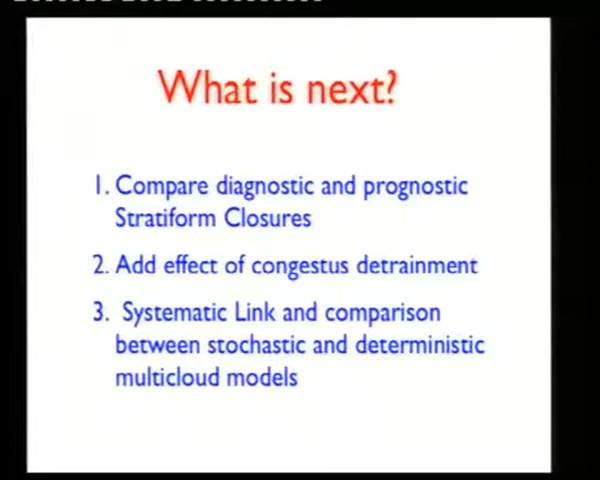 What is next?
1. Compare diagnostic and prognostic
Stratiform Closures
2. Add effect of congestus detrainment
3. Systematic Link and comparison
between stochastic and deterministic
multicloud models